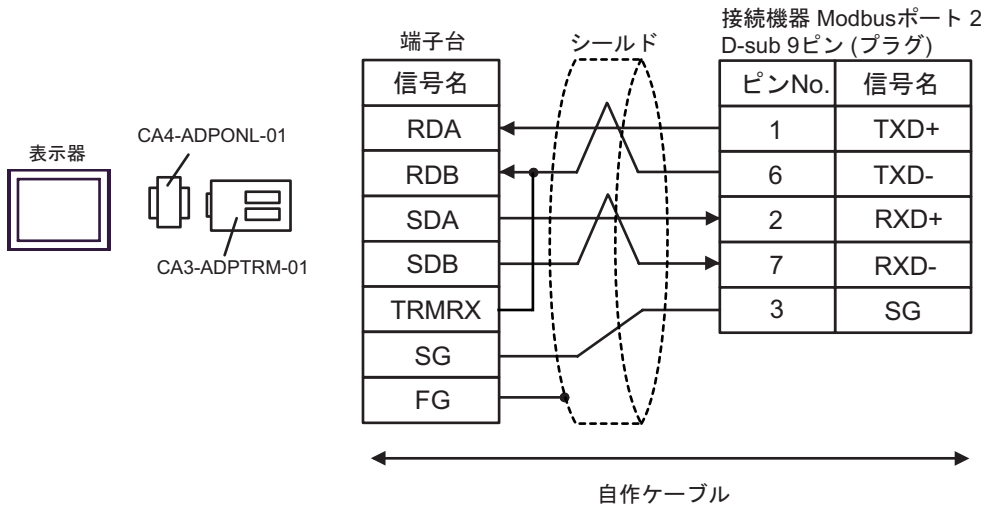 接続機器 Modbusポート 2
D-sub 9ピン (プラグ)
端子台
シールド
信号名
ピンNo. 信号名
RDA
1 TXD+
RDB
6 TXD-
SDA
2 RXD+
SDB
7 RXD-
TRMRX
3 SG
SG
FG
CA4-ADPONL-01
表示器
CA3-ADPTRM-01
自作ケーブル